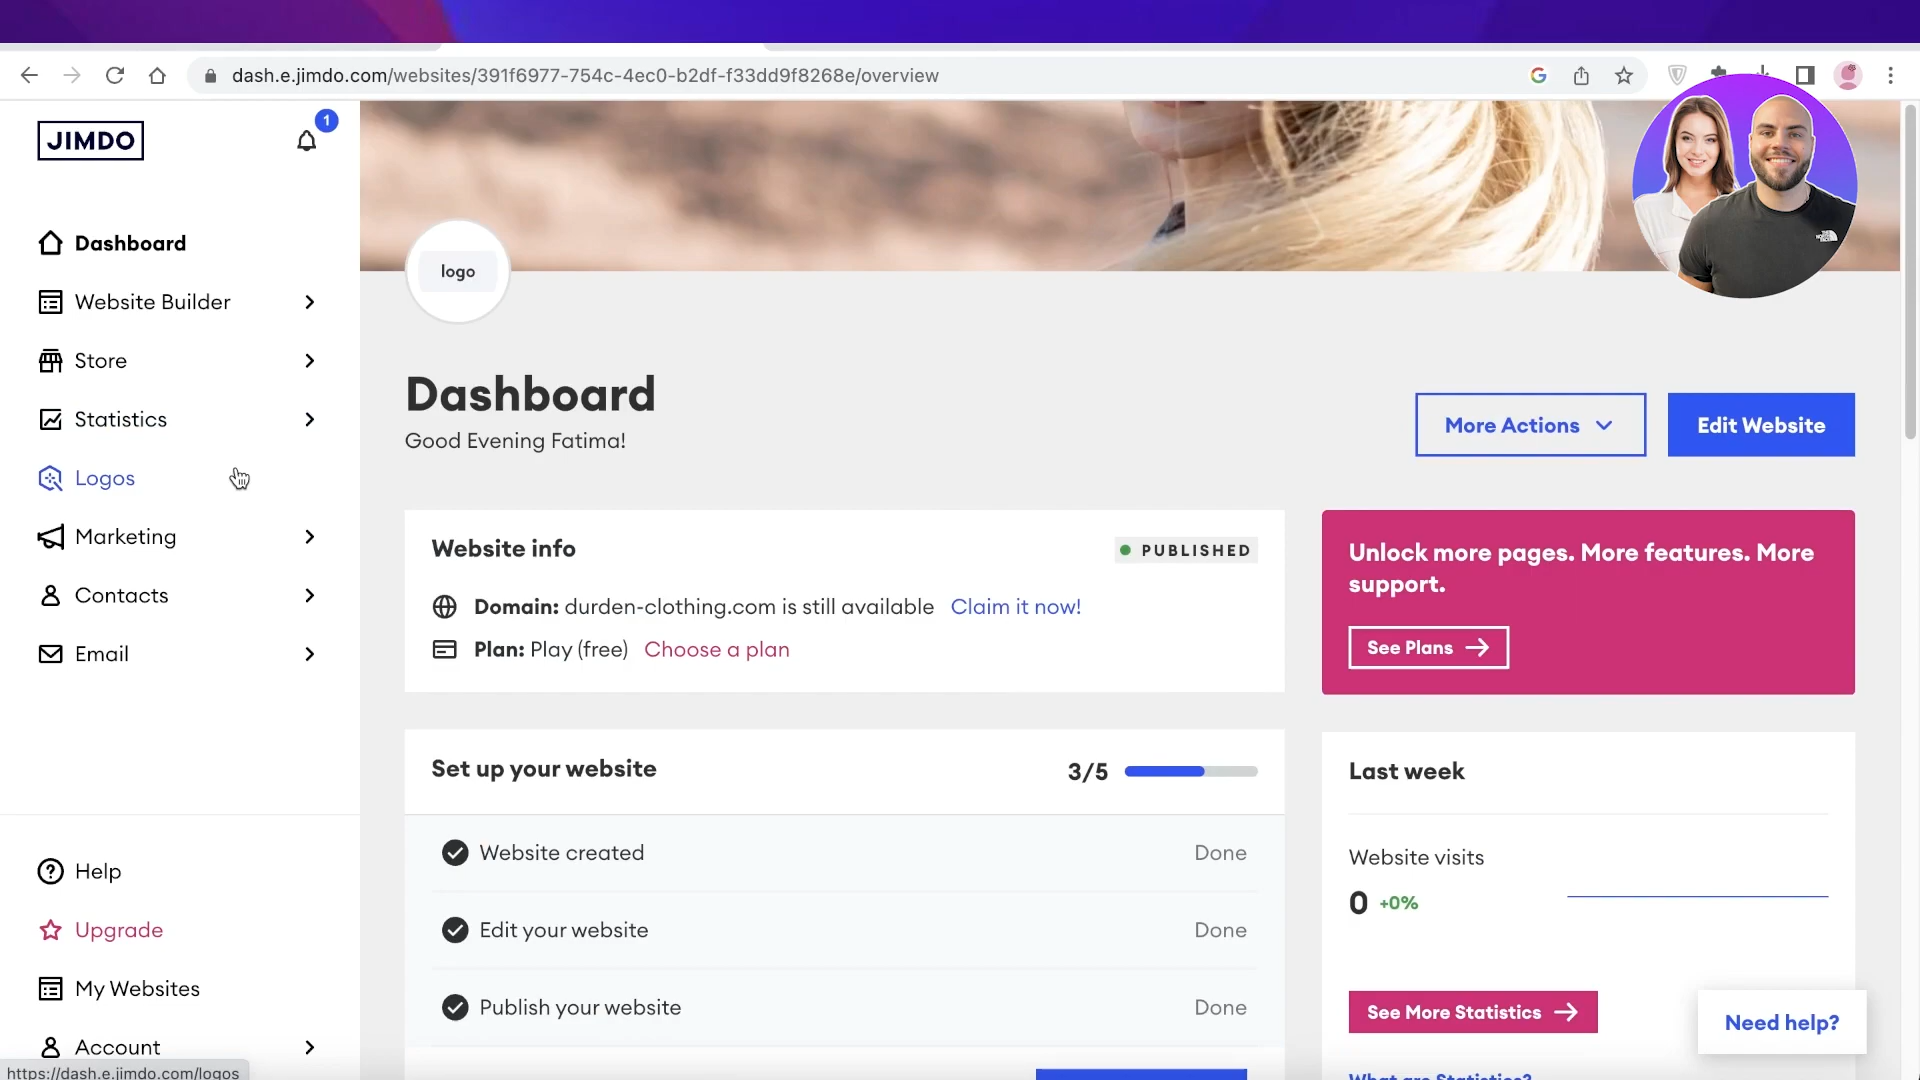 dash.e.jimdo.com/websites/391f6977-754c-4ec0-b2df-f33dd9f8268e/overview
JIMDO
1
Dashboard
Website Builder
Store
Statistics
Logos
Marketing
Contacts
Email
Help
Upgrade
My Websites
Account
https://dash.e.jimdo.com/logos
logo
Dashboard
Good Evening Fatima!
More Actions
Edit Website
Website info
PUBLISHED
Domain: durden-clothing.com is still available Claim it now!
Plan: Play (free) Choose a plan
Unlock more pages. More features. More
support.
See Plans
Set up your website
3/5
Website created
Done
Edit your website
Done
Publish your website
Done
Last week
Website visits
0 +0%
See More Statistics
What are Statistics?
Need help?